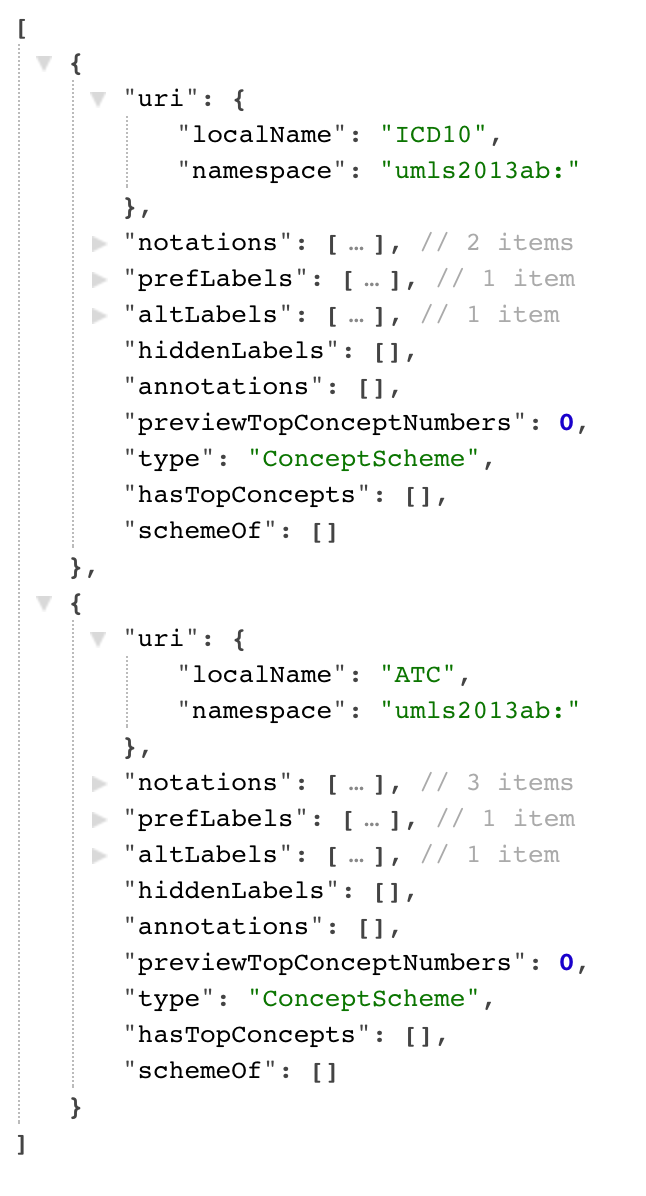 [
{
"uri": {
"localName": "ICD10",
"namespace": "umls2013ab:"
},
"notations": [ … ], // 2 items
"prefLabels": [ … ], // 1 item
"altLabels": [ … ], // 1 item
"hiddenLabels": [],
"annotations": [],
"previewTopConceptNumbers": 0,
"type": "ConceptScheme",
"hasTopConcepts": [],
"schemeOf": []
},
{
"uri": {
"localName": "ATC",
"namespace": "umls2013ab:"
},
"notations": [ … ], // 3 items
"prefLabels": [ … ], // 1 item
"altLabels": [ … ], // 1 item
"hiddenLabels": [],
"annotations": [],
"previewTopConceptNumbers": 0,
"type": "ConceptScheme",
"hasTopConcepts": [],
"schemeOf": []
}
]